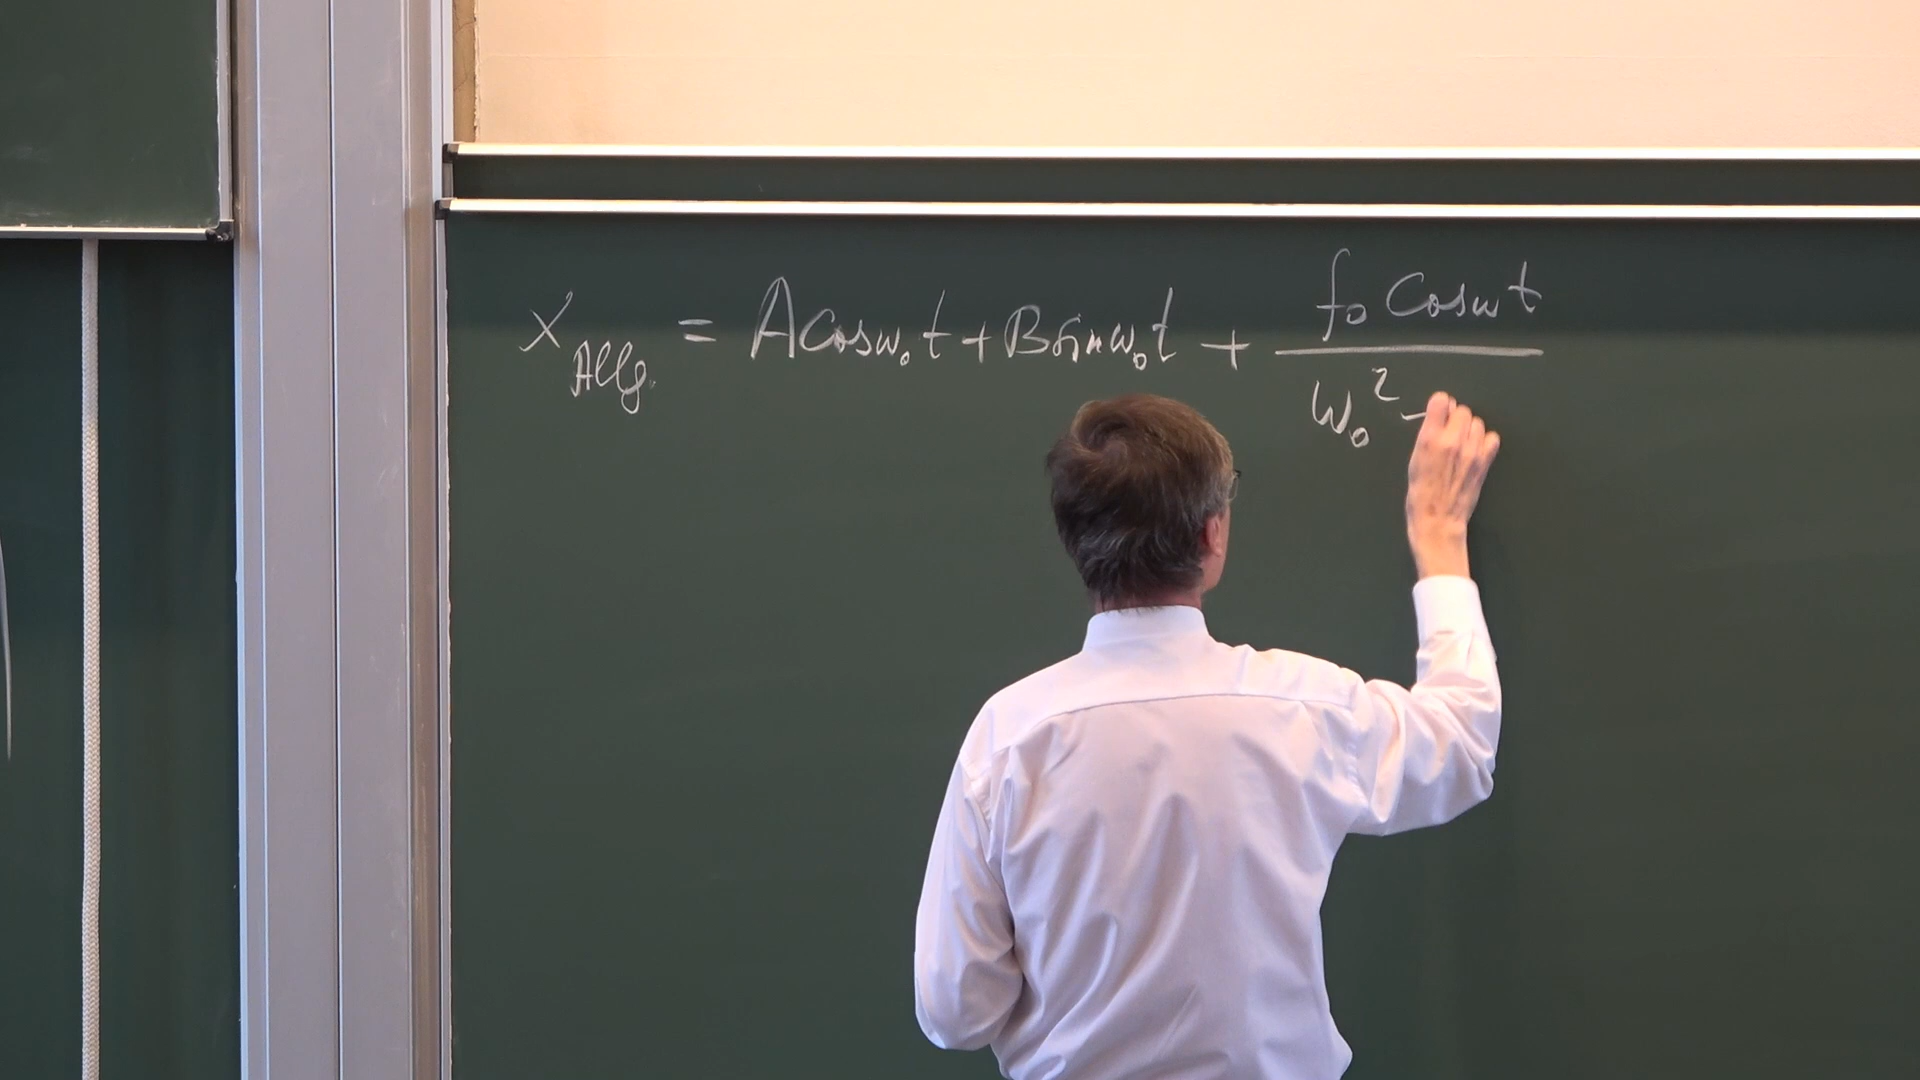 x_Allg. = A cos ω₀t + B sin ω₀t + (f₀ cos ωt)/(ω₀² -